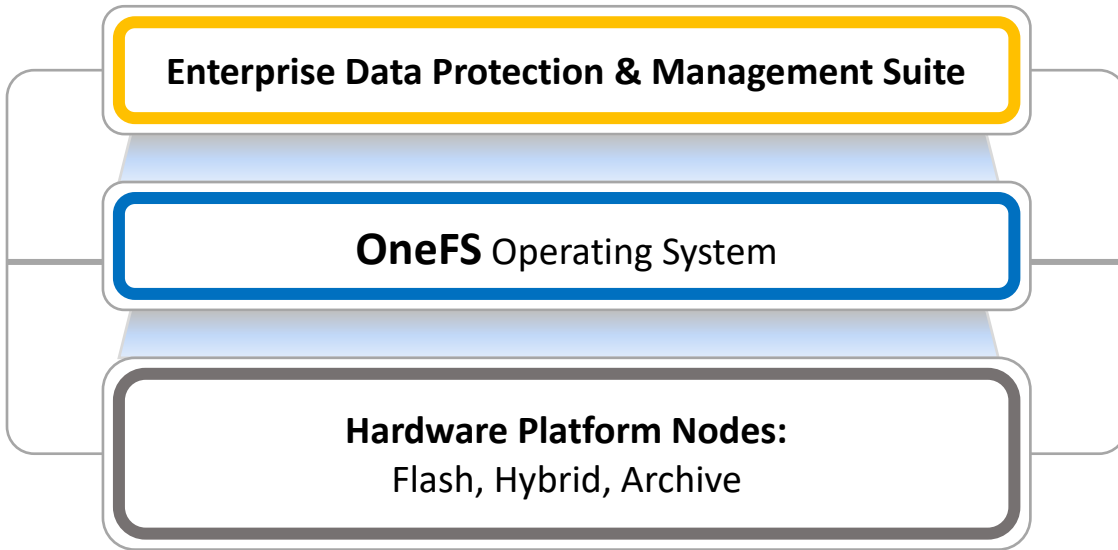 Enterprise Data Protection & Management Suite
OneFS Operating System
Hardware Platform Nodes:
Flash, Hybrid, Archive